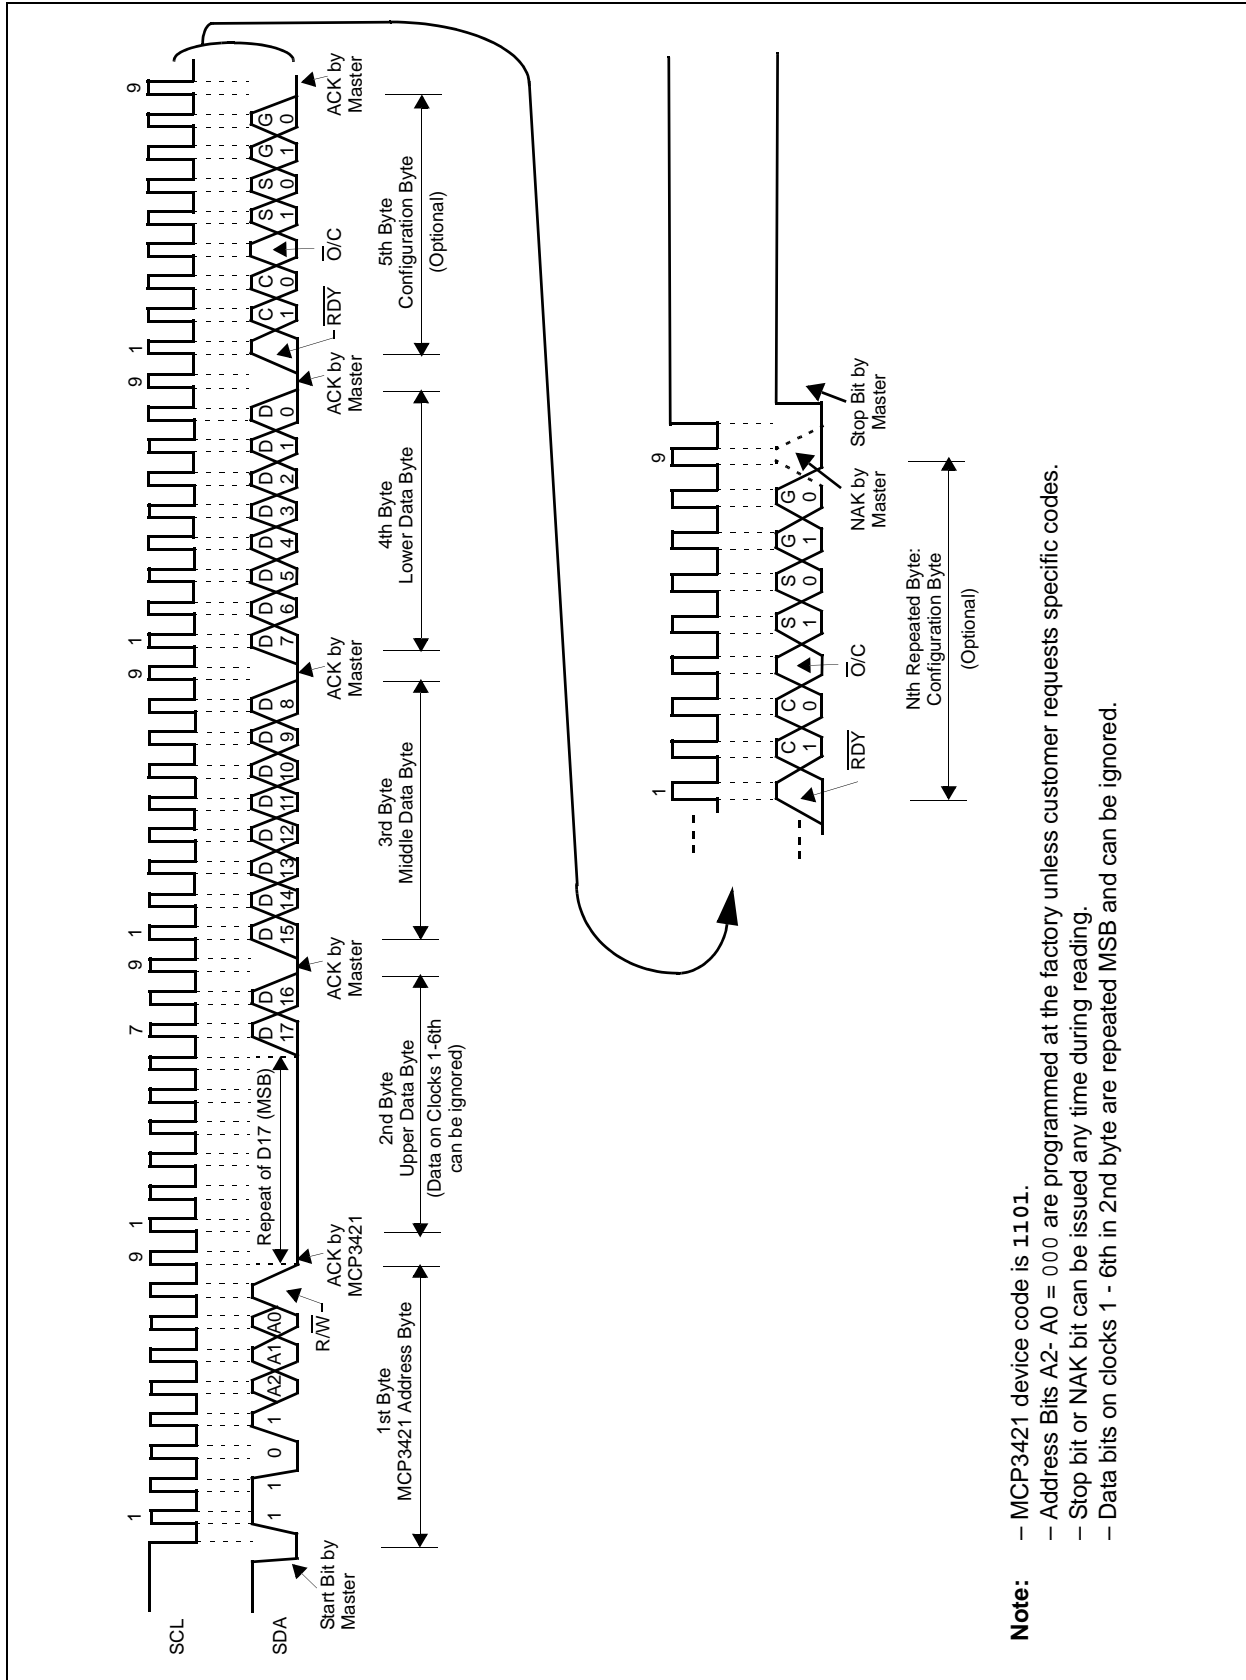 SCL
1
9
1
7
9
1
9
1
9
1
9
SDA
1
1
0
1
A2
A1
A0
Repeat of D17 (MSB)
D
17
D
16
D
15
D
14
D
13
D
12
D
11
D
10
D
9
D
8
D
7
D
6
D
5
D
4
D
3
D
2
D
1
D
0
C
1
C
0
S
1
S
0
G
1
G
0
Start Bit by
Master
R/W
ACK by
MCP3421
ACK by
Master
ACK by
Master
ACK by
Master
RDY
O/C
ACK by
Master
1st Byte
MCP3421 Address Byte
2nd Byte
Upper Data Byte
(Data on Clocks 1-6th
can be ignored)
3rd Byte
Middle Data Byte
4th Byte
Lower Data Byte
5th Byte
Configuration Byte
(Optional)
1
9
C
1
C
0
S
1
S
0
G
1
G
0
RDY
O/C
NAK by
Master
Stop Bit by
Master
Nth Repeated Byte:
Configuration Byte
(Optional)
Note: – MCP3421 device code is 1101.
– Address Bits A2- A0 = 000 are programmed at the factory unless customer requests specific codes.
– Stop bit or NAK bit can be issued any time during reading.
– Data bits on clocks 1 - 6th in 2nd byte are repeated MSB and can be ignored.